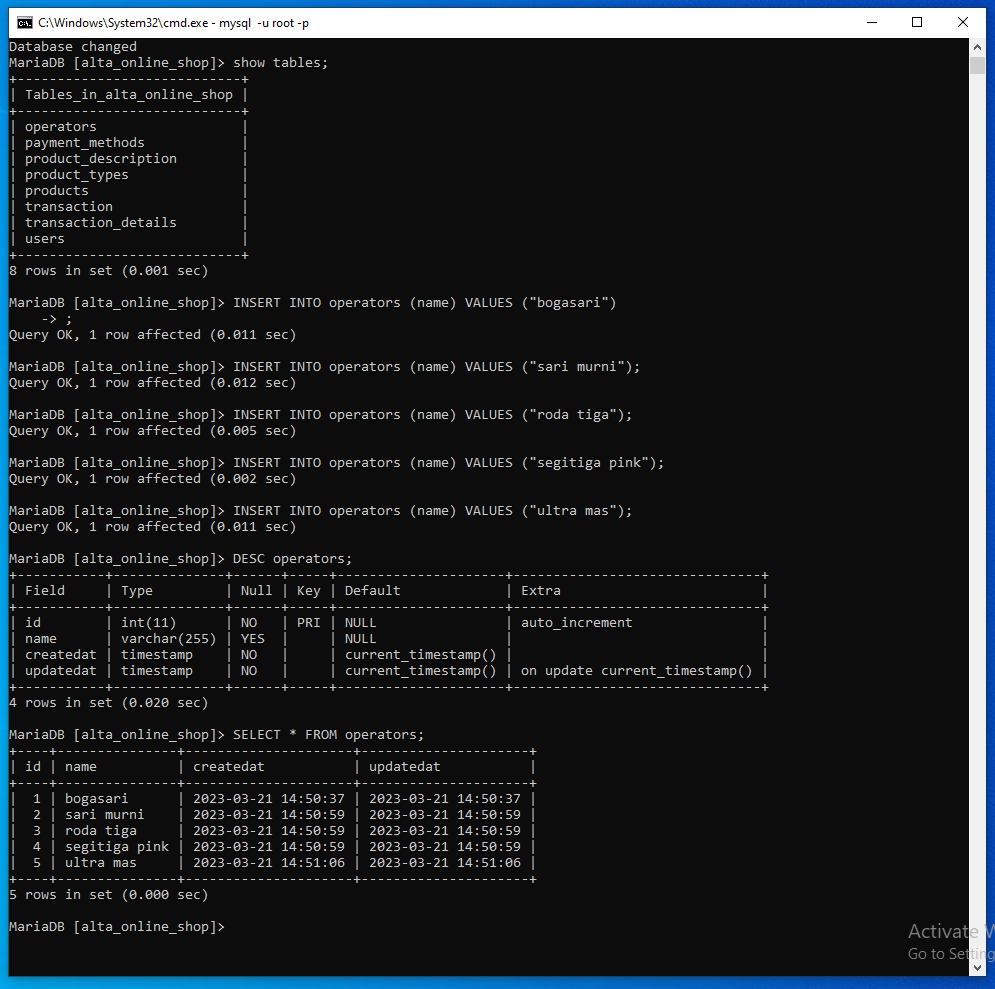 C:\Windows\System32\cmd.exe - mysql  -u root -p
Database changed
MariaDB [alta_online_shop]> show tables;
+----------------------------+
| Tables_in_alta_online_shop |
+----------------------------+
| operators                  |
| payment_methods            |
| product_description        |
| product_types              |
| products                   |
| transaction                |
| transaction_details        |
| users                      |
+----------------------------+
8 rows in set (0.001 sec)

MariaDB [alta_online_shop]> INSERT INTO operators (name) VALUES ("bogasari")
    -> ;
Query OK, 1 row affected (0.011 sec)

MariaDB [alta_online_shop]> INSERT INTO operators (name) VALUES ("sari murni");
Query OK, 1 row affected (0.012 sec)

MariaDB [alta_online_shop]> INSERT INTO operators (name) VALUES ("roda tiga");
Query OK, 1 row affected (0.005 sec)

MariaDB [alta_online_shop]> INSERT INTO operators (name) VALUES ("segitiga pink");
Query OK, 1 row affected (0.002 sec)

MariaDB [alta_online_shop]> INSERT INTO operators (name) VALUES ("ultra mas");
Query OK, 1 row affected (0.011 sec)

MariaDB [alta_online_shop]> DESC operators;
+-----------+--------------+------+-----+---------------------+-------------------------------+
| Field     | Type         | Null | Key | Default             | Extra                         |
+-----------+--------------+------+-----+---------------------+-------------------------------+
| id        | int(11)      | NO   | PRI | NULL                | auto_increment                |
| name      | varchar(255) | YES  |     | NULL                |                               |
| createdat | timestamp    | NO   |     | current_timestamp() |                               |
| updatedat | timestamp    | NO   |     | current_timestamp() | on update current_timestamp() |
+-----------+--------------+------+-----+---------------------+-------------------------------+
4 rows in set (0.020 sec)

MariaDB [alta_online_shop]> SELECT * FROM operators;
+----+---------------+---------------------+---------------------+
| id | name          | createdat           | updatedat           |
+----+---------------+---------------------+---------------------+
|  1 | bogasari      | 2023-03-21 14:50:37 | 2023-03-21 14:50:37 |
|  2 | sari murni    | 2023-03-21 14:50:59 | 2023-03-21 14:50:59 |
|  3 | roda tiga     | 2023-03-21 14:50:59 | 2023-03-21 14:50:59 |
|  4 | segitiga pink | 2023-03-21 14:50:59 | 2023-03-21 14:50:59 |
|  5 | ultra mas     | 2023-03-21 14:51:06 | 2023-03-21 14:51:06 |
+----+---------------+---------------------+---------------------+
5 rows in set (0.000 sec)

MariaDB [alta_online_shop]>
Activate
Go to Setting